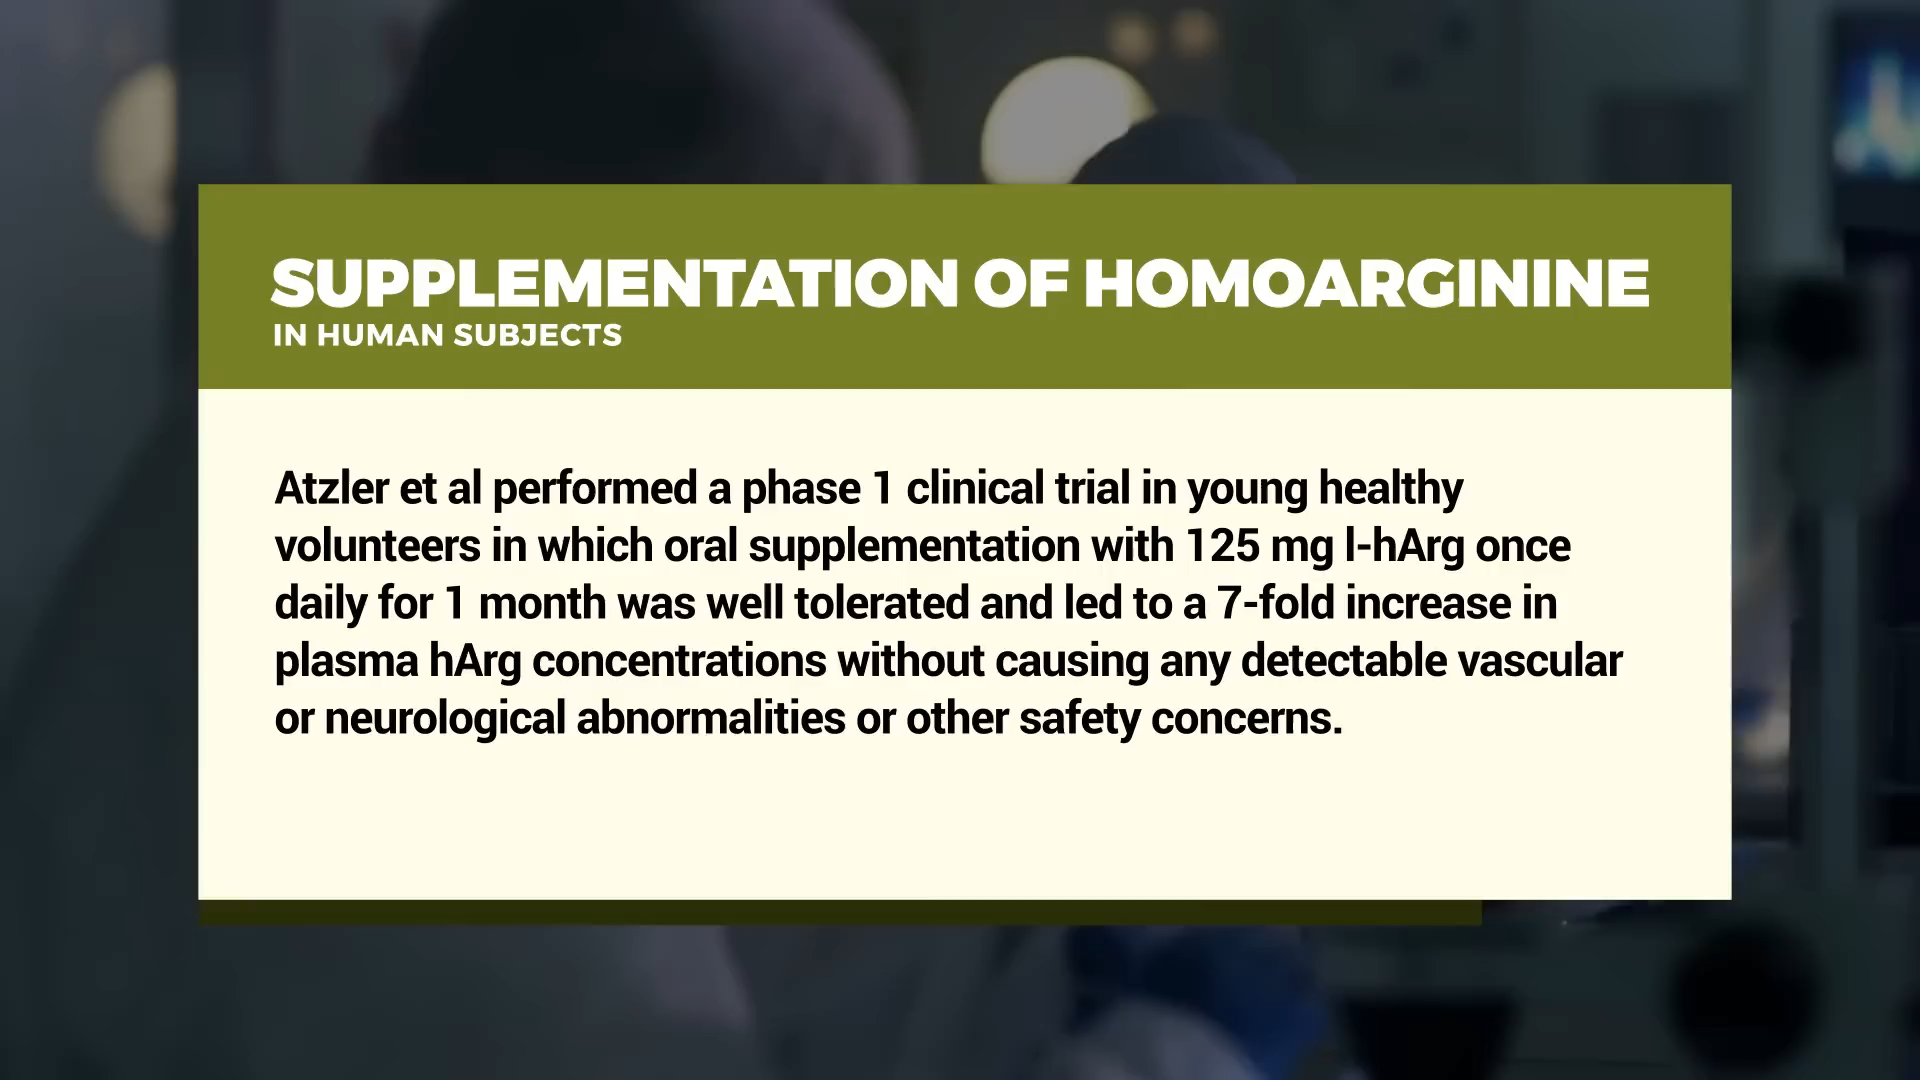 SUPPLEMENTATION OF HOMOARGININE
IN HUMAN SUBJECTS
Atzler et al performed a phase 1 clinical trial in young healthy
volunteers in which oral supplementation with 125 mg l-hArg once
daily for 1 month was well tolerated and led to a 7-fold increase in
plasma hArg concentrations without causing any detectable vascular
or neurological abnormalities or other safety concerns.